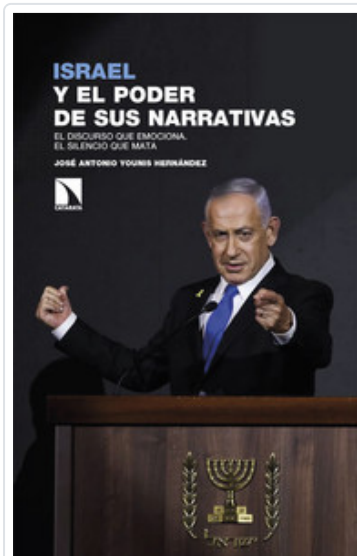 ISRAEL
Y EL PODER
DE SUS NARRATIVAS
EL DISCURSO QUE EMOCIONA.
EL SILENCIO QUE MATA
JOSÉ ANTONIO YOUNIS HERNÁNDEZ
CATARATA